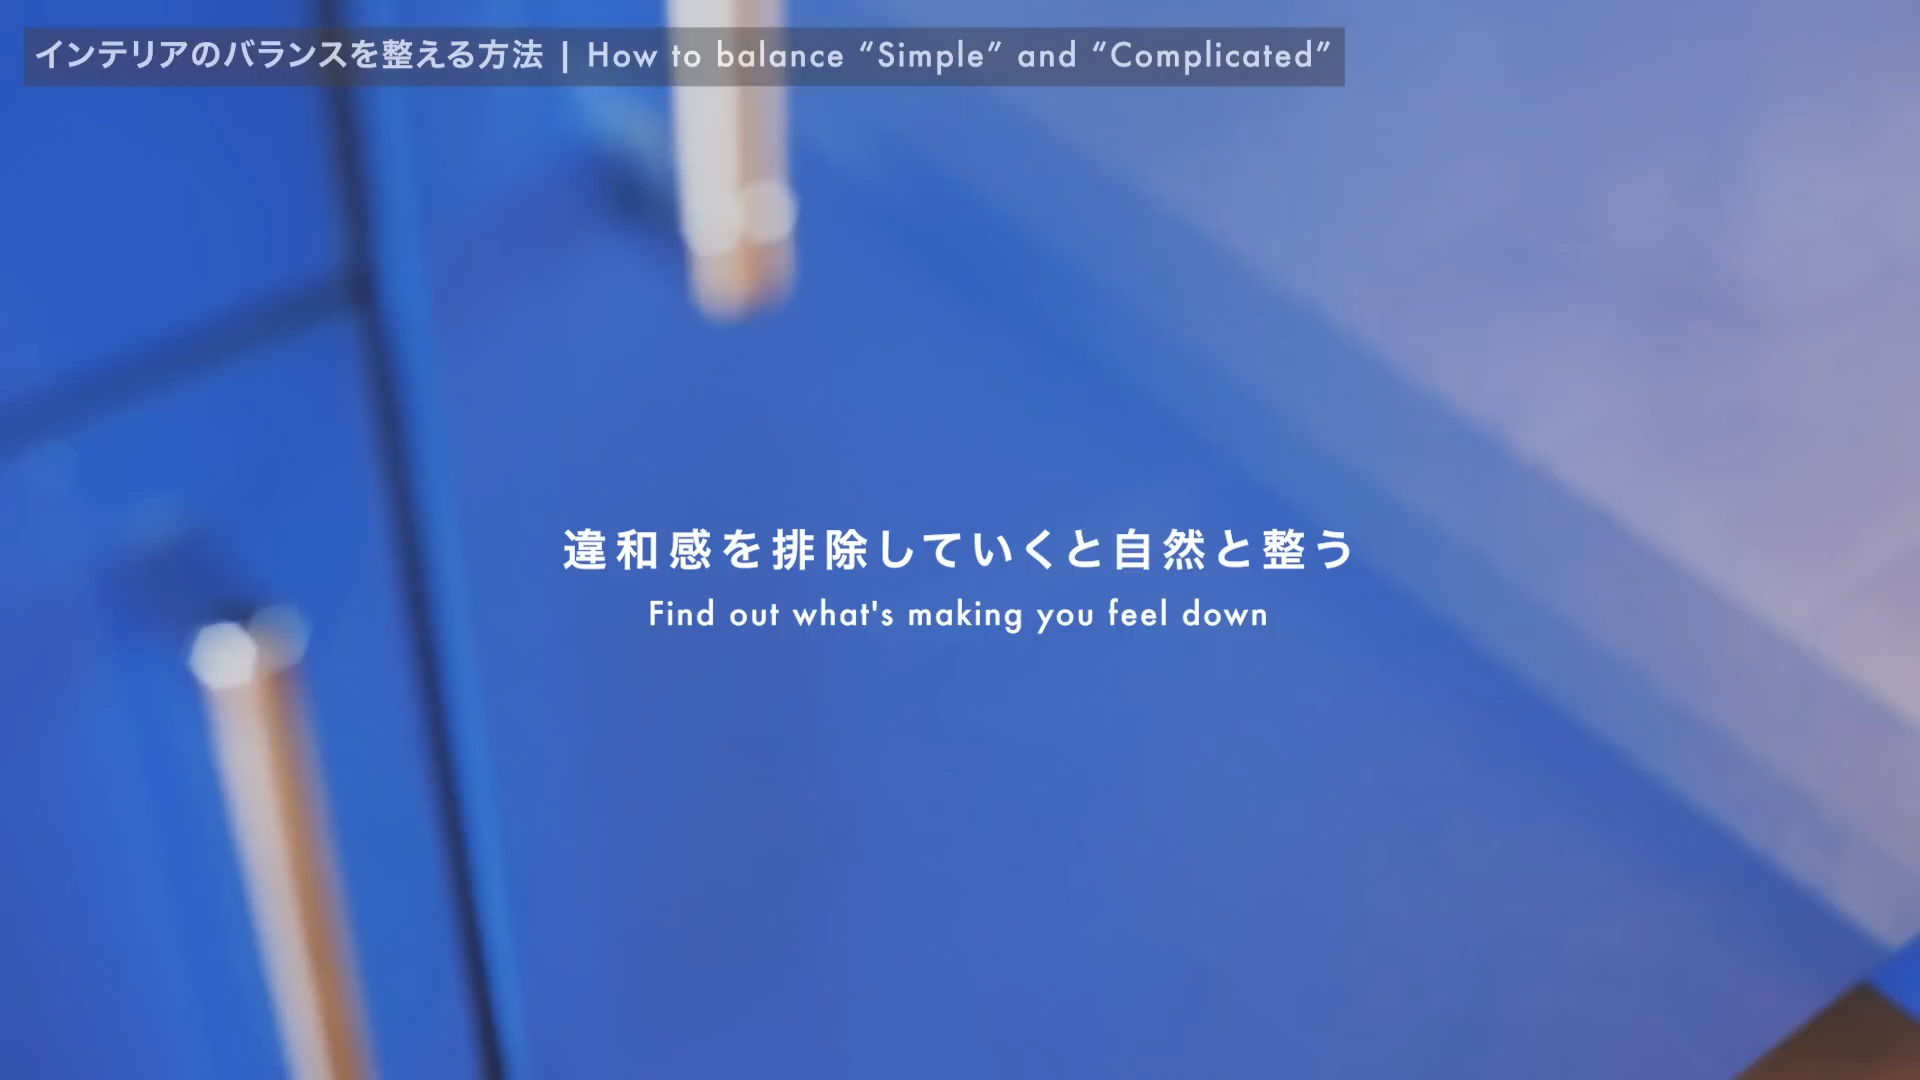 インテリアのバランスを整える方法 | How to balance “Simple” and “Complicated”
違和感を排除していくと自然と整う
Find out what's making you feel down